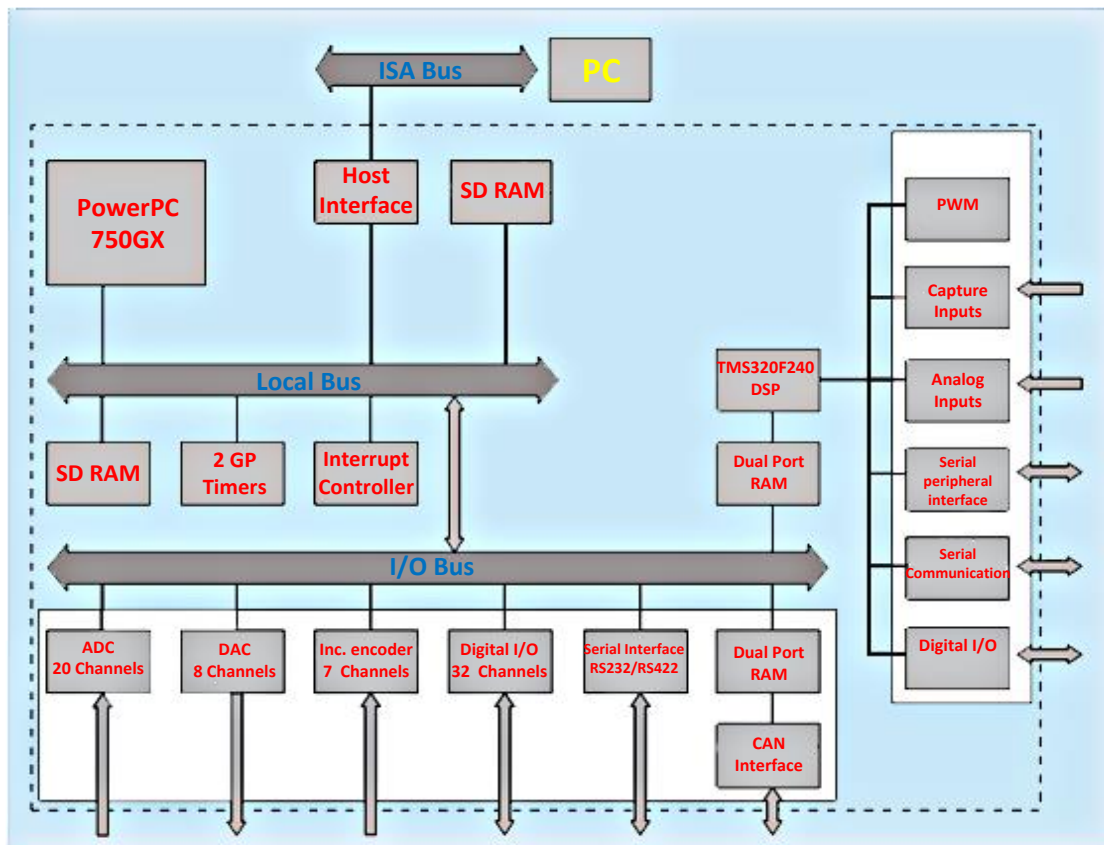 ISA Bus
PC
PowerPC
750GX
Host
Interface
SD RAM
PWM
Capture
Inputs
Local Bus
TMS320F240
DSP
Analog
Inputs
SD RAM
2 GP
Timers
Interrupt
Controller
Dual Port
RAM
Serial
peripheral
interface
I/O Bus
Serial
Communication
ADC
20 Channels
DAC
8 Channels
Inc. encoder
7 Channels
Digital I/O
32 Channels
Serial Interface
RS232/RS422
Dual Port
RAM
Digital I/O
CAN
Interface